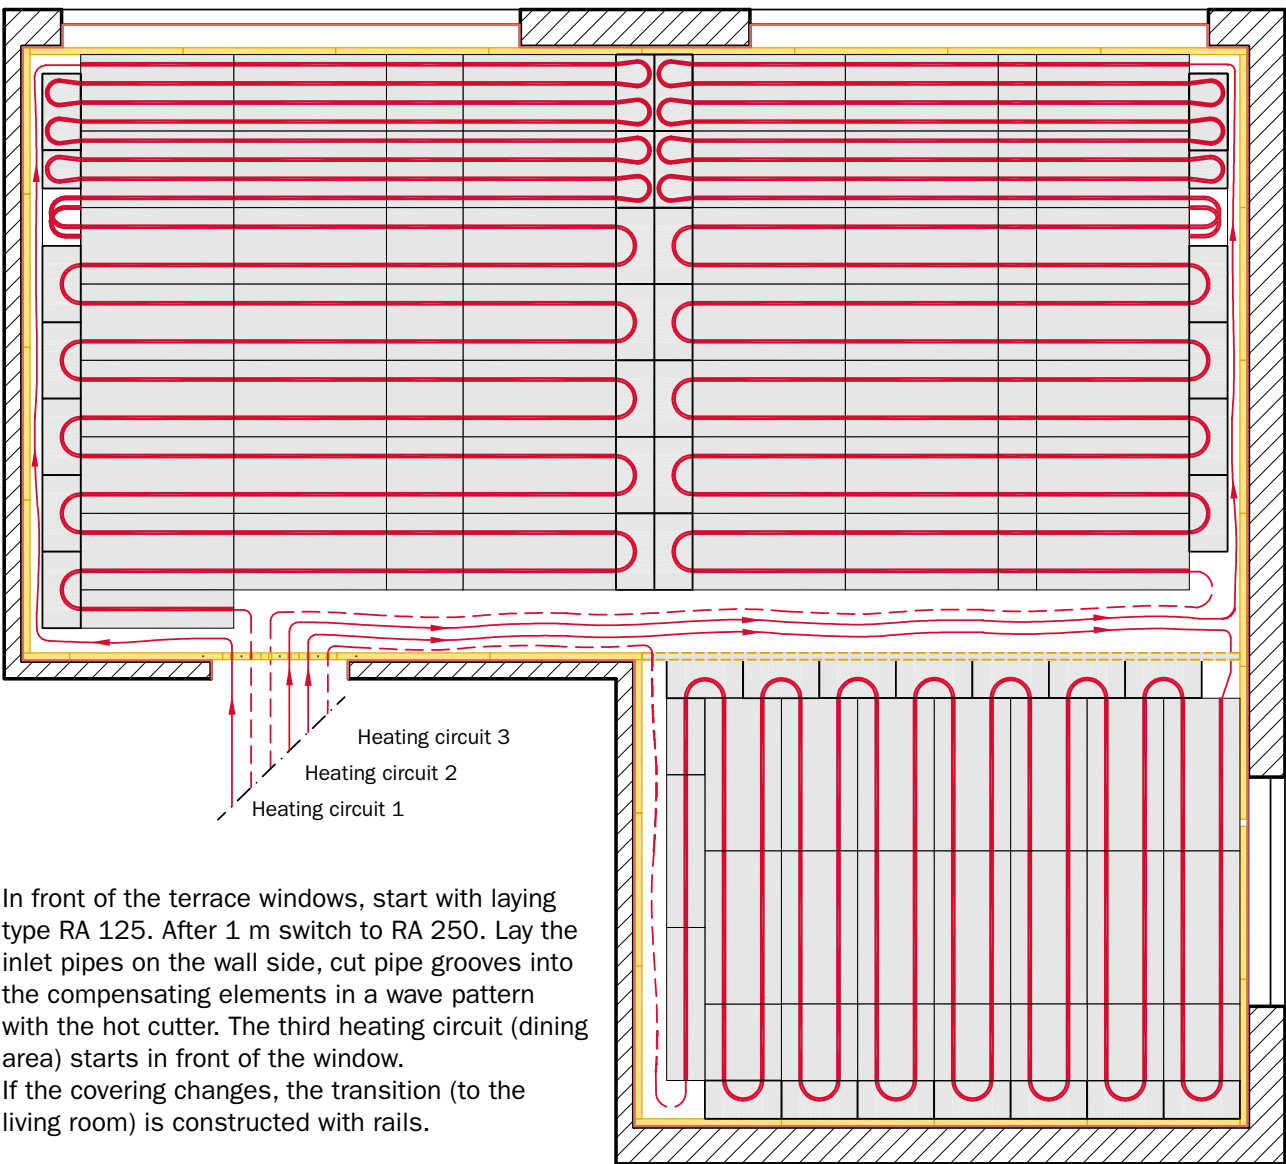 Heating circuit 3
Heating circuit 2
Heating circuit 1
In front of the terrace windows, start with laying
type RA 125. After 1 m switch to RA 250. Lay the
inlet pipes on the wall side, cut pipe grooves into
the compensating elements in a wave pattern
with the hot cutter. The third heating circuit (dining
area) starts in front of the window.
If the covering changes, the transition (to the
living room) is constructed with rails.